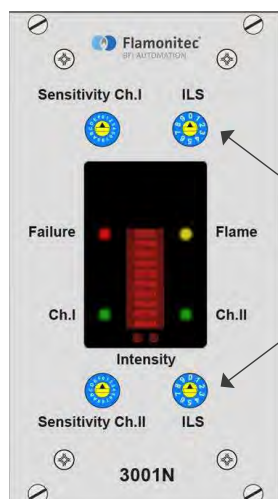 Flamonitec®
BFI AUTOMATION
Sensitivity Ch.I ILS
Failure Flame
Ch.I Ch.II
Intensity
Sensitivity Ch.II ILS
3001N